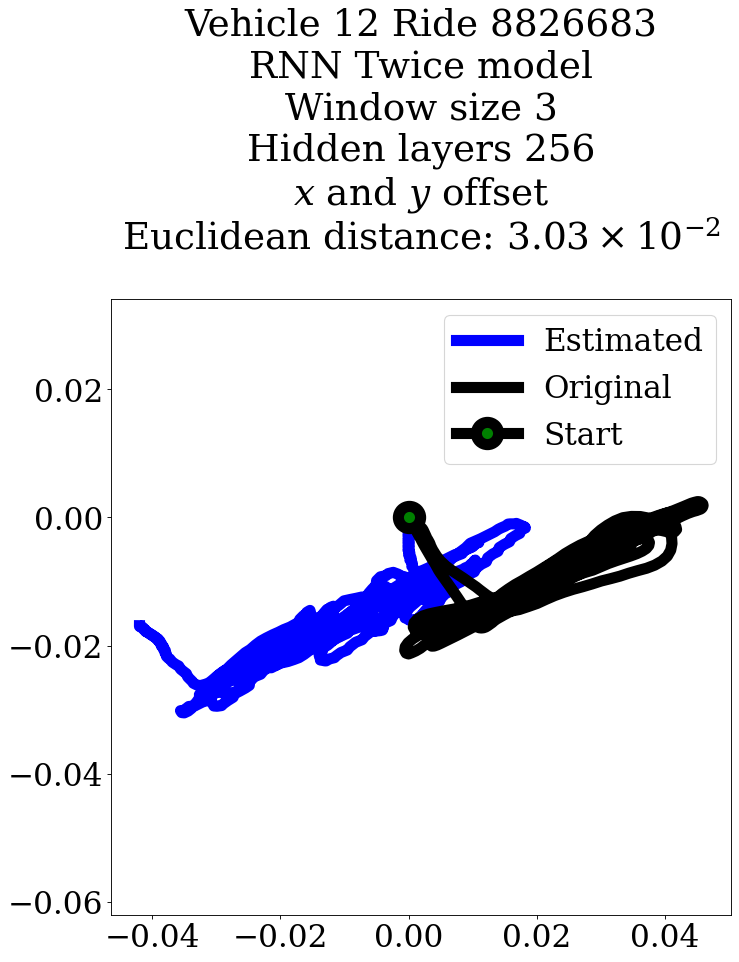 Vehicle 12 Ride 8826683
RNN Twice model
Window size 3
Hidden layers 256
x and y offset
Euclidean distance: 3.03 × 10⁻²
Estimated
Original
Start
0.02
0.00
−0.02
−0.04
−0.06
−0.04 −0.02 0.00 0.02 0.04